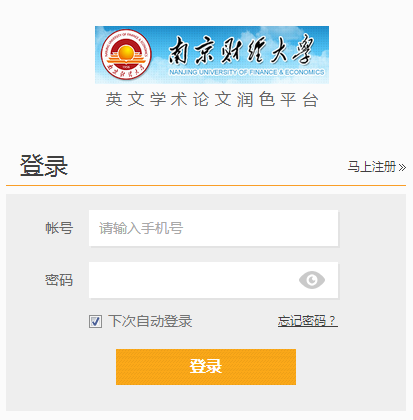 南京财经大学
NANJING UNIVERSITY OF FINANCE & ECONOMICS
英文学术论文润色平台
登录
马上注册 »
帐号 请输入手机号
密码
下次自动登录 忘记密码？
登录